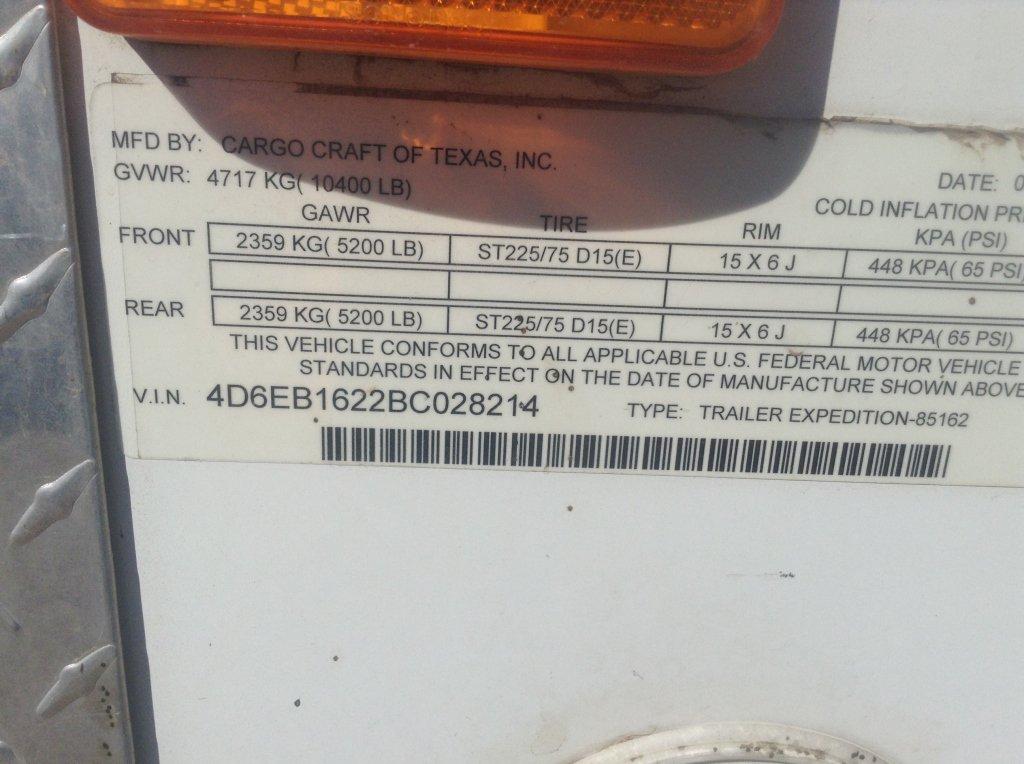 MFD BY: CARGO CRAFT OF TEXAS, INC.
GVWR: 4717 KG( 10400 LB) DATE: 0
GAWR TIRE RIM COLD INFLATION PR
KPA (PSI)
FRONT 2359 KG( 5200 LB) ST225/75 D15(E) 15 X 6 J 448 KPA( 65 PSI)
REAR 2359 KG( 5200 LB) ST225/75 D15(E) 15 X 6 J 448 KPA( 65 PSI)
THIS VEHICLE CONFORMS TO ALL APPLICABLE U.S. FEDERAL MOTOR VEHICLE
STANDARDS IN EFFECT ON THE DATE OF MANUFACTURE SHOWN ABOVE
V.I.N. 4D6EB1622BC028214 TYPE: TRAILER EXPEDITION-85162